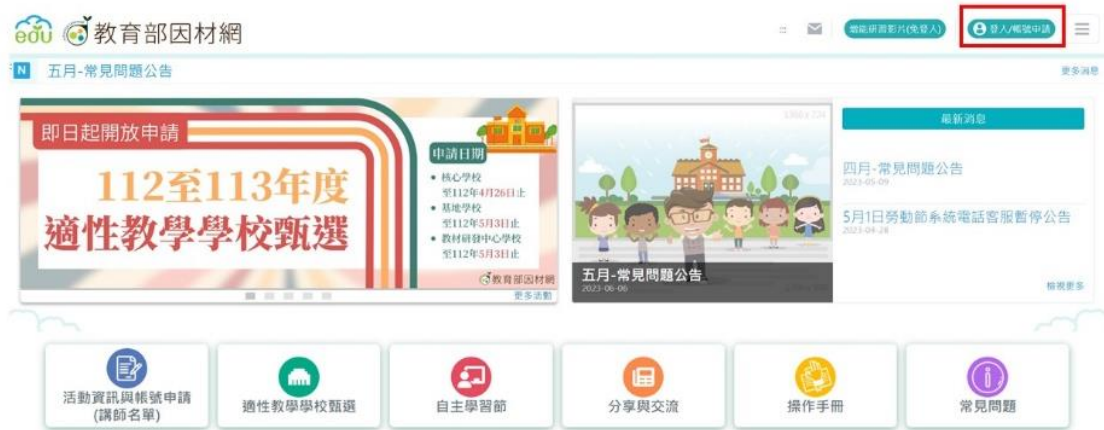 edu 教育部因材網
增能研習影片(免登入)
登入/帳號申請
N 五月-常見問題公告
更多消息
即日起開放申請
112至113年度
適性教學學校甄選
申請日期
• 核心學校
至112年4月26日止
• 基地學校
至112年5月3日止
• 教材研發中心學校
至112年5月3日止
教育部因材網
更多活動
五月-常見問題公告
2023-06-06
最新消息
四月-常見問題公告
2023-05-09
5月1日勞動節系統電話客服暫停公告
2023-04-28
檢視更多
活動資訊與帳號申請
(講師名單)
適性教學學校甄選
自主學習節
分享與交流
操作手冊
常見問題